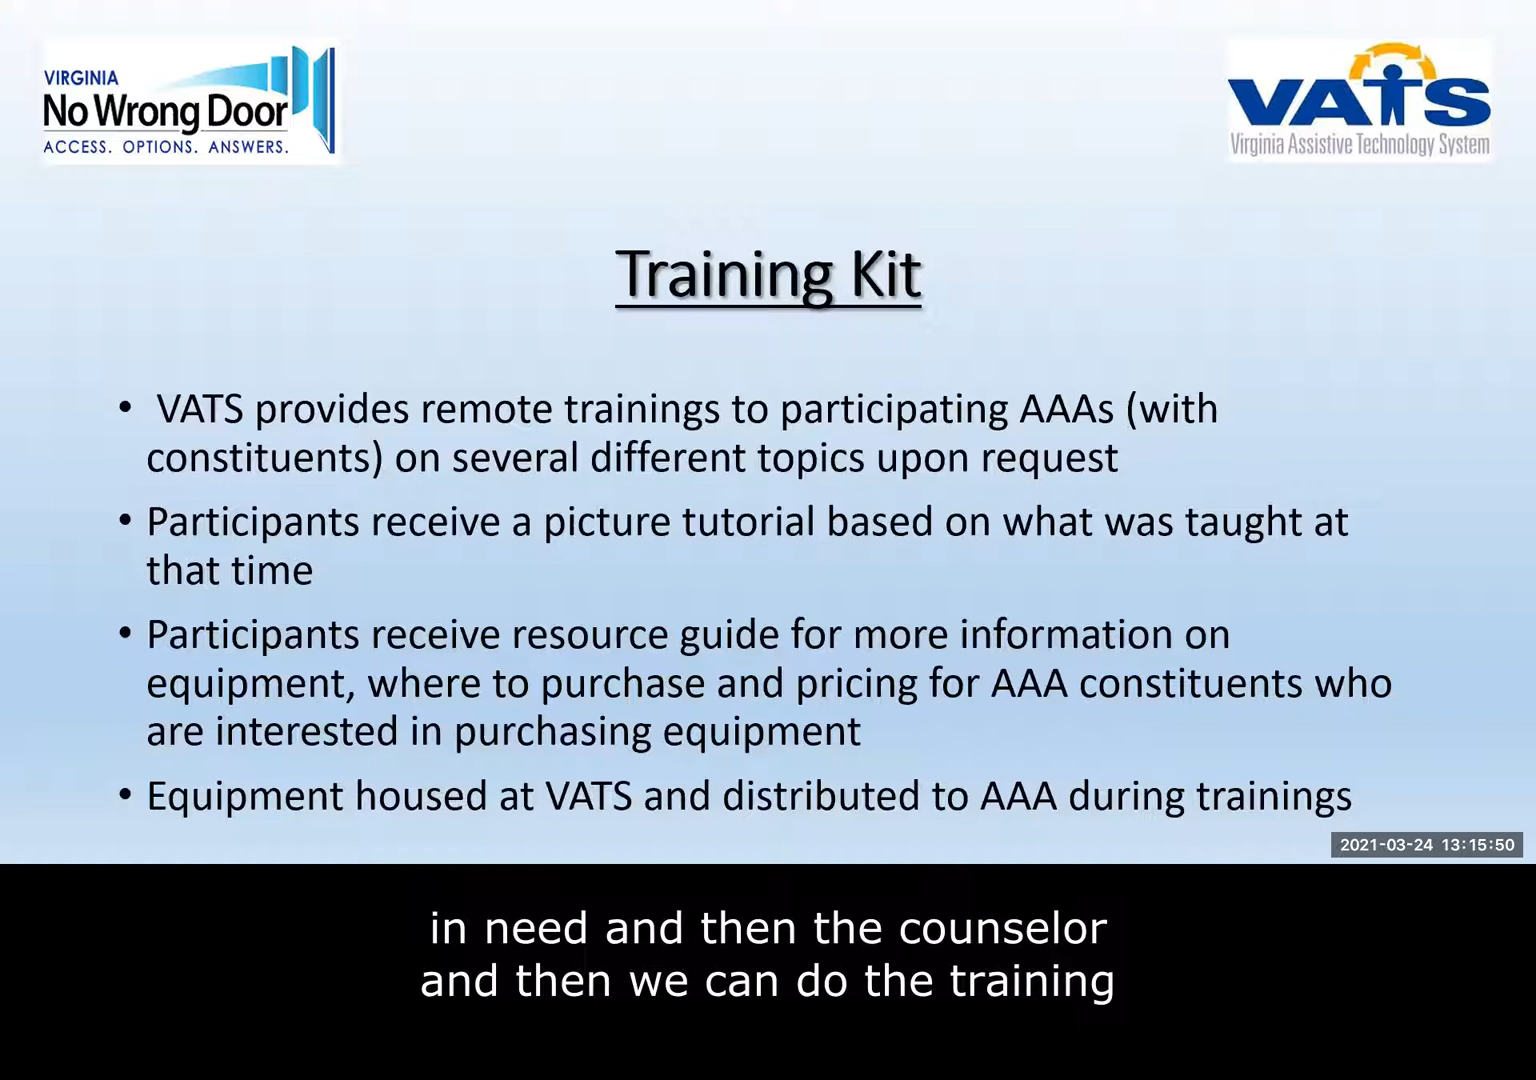 VIRGINIA
No Wrong Door
ACCESS. OPTIONS. ANSWERS.
VATS
Virginia Assistive Technology System
Training Kit
• VATS provides remote trainings to participating AAAs (with
constituents) on several different topics upon request
• Participants receive a picture tutorial based on what was taught at
that time
• Participants receive resource guide for more information on
equipment, where to purchase and pricing for AAA constituents who
are interested in purchasing equipment
• Equipment housed at VATS and distributed to AAA during trainings
2021-03-24 13:15:50
in need and then the counselor
and then we can do the training